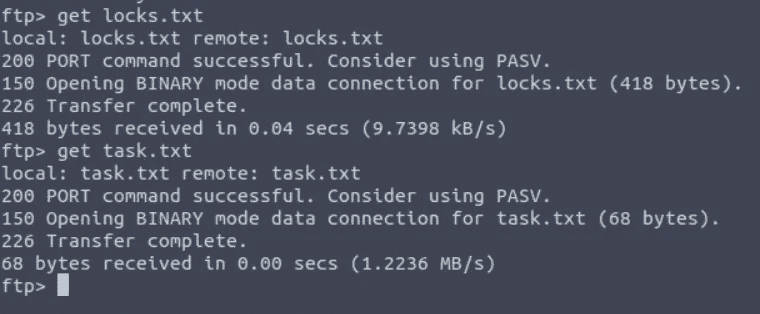 ftp> get locks.txt
local: locks.txt remote: locks.txt
200 PORT command successful. Consider using PASV.
150 Opening BINARY mode data connection for locks.txt (418 bytes).
226 Transfer complete.
418 bytes received in 0.04 secs (9.7398 kB/s)
ftp> get task.txt
local: task.txt remote: task.txt
200 PORT command successful. Consider using PASV.
150 Opening BINARY mode data connection for task.txt (68 bytes).
226 Transfer complete.
68 bytes received in 0.00 secs (1.2236 MB/s)
ftp>